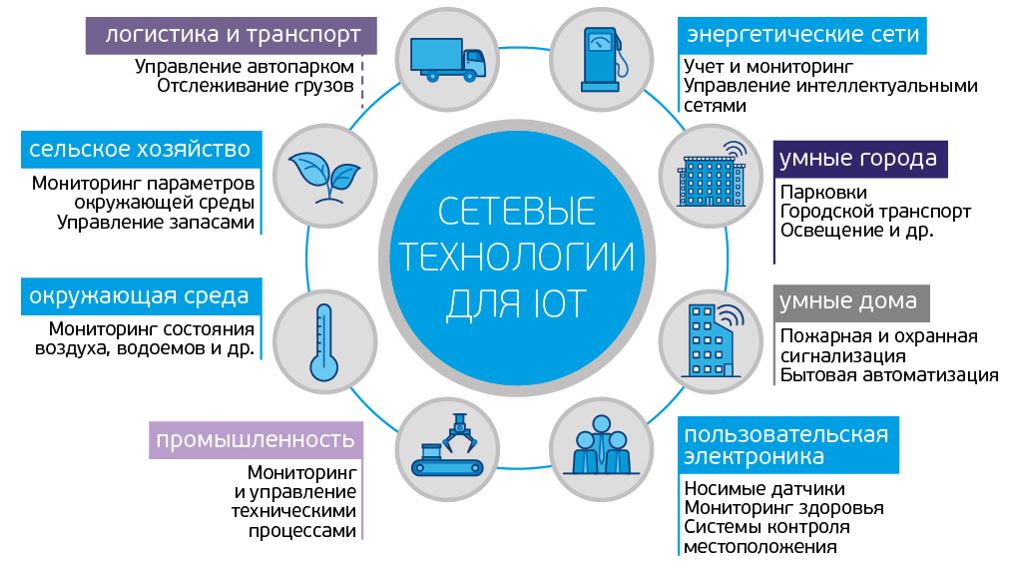 логистика и транспорт
Управление автопарком
Отслеживание грузов
энергетические сети
Учет и мониторинг
Управление интеллектуальными
сетями
сельское хозяйство
Мониторинг параметров
окружающей среды
Управление запасами
умные города
Парковки
Городской транспорт
Освещение и др.
СЕТЕВЫЕ
ТЕХНОЛОГИИ
ДЛЯ IOT
окружающая среда
Мониторинг состояния
воздуха, водоемов и др.
умные дома
Пожарная и охранная
сигнализация
Бытовая автоматизация
промышленность
Мониторинг
и управление
техническими
процессами
пользовательская
электроника
Носимые датчики
Мониторинг здоровья
Системы контроля
местоположения